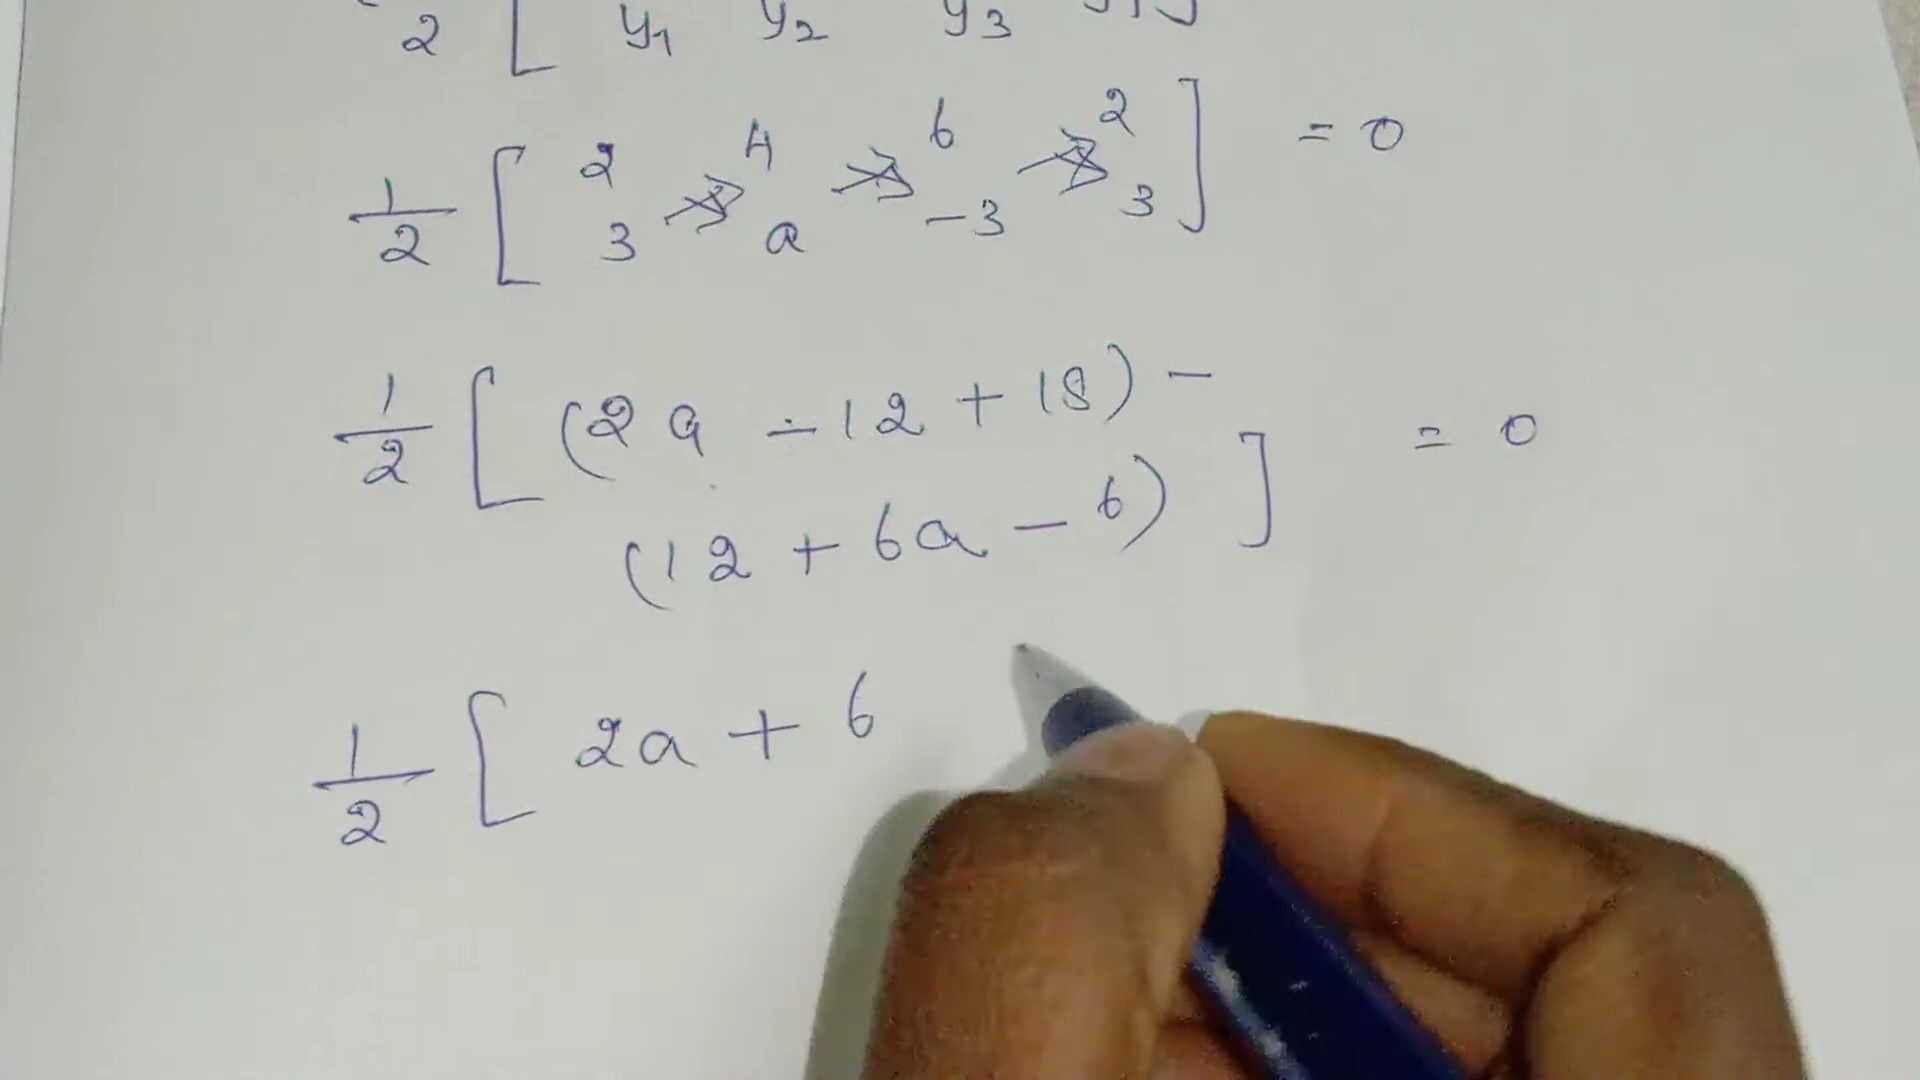 2 [ y1 y2 y3 y1 ]
1/2 [ 2 4 6 2
3 a -3 3 ] = 0
1/2 [ (2a - 12 + 18) -
(12 + 6a - 6) ] = 0
1/2 [ 2a + 6